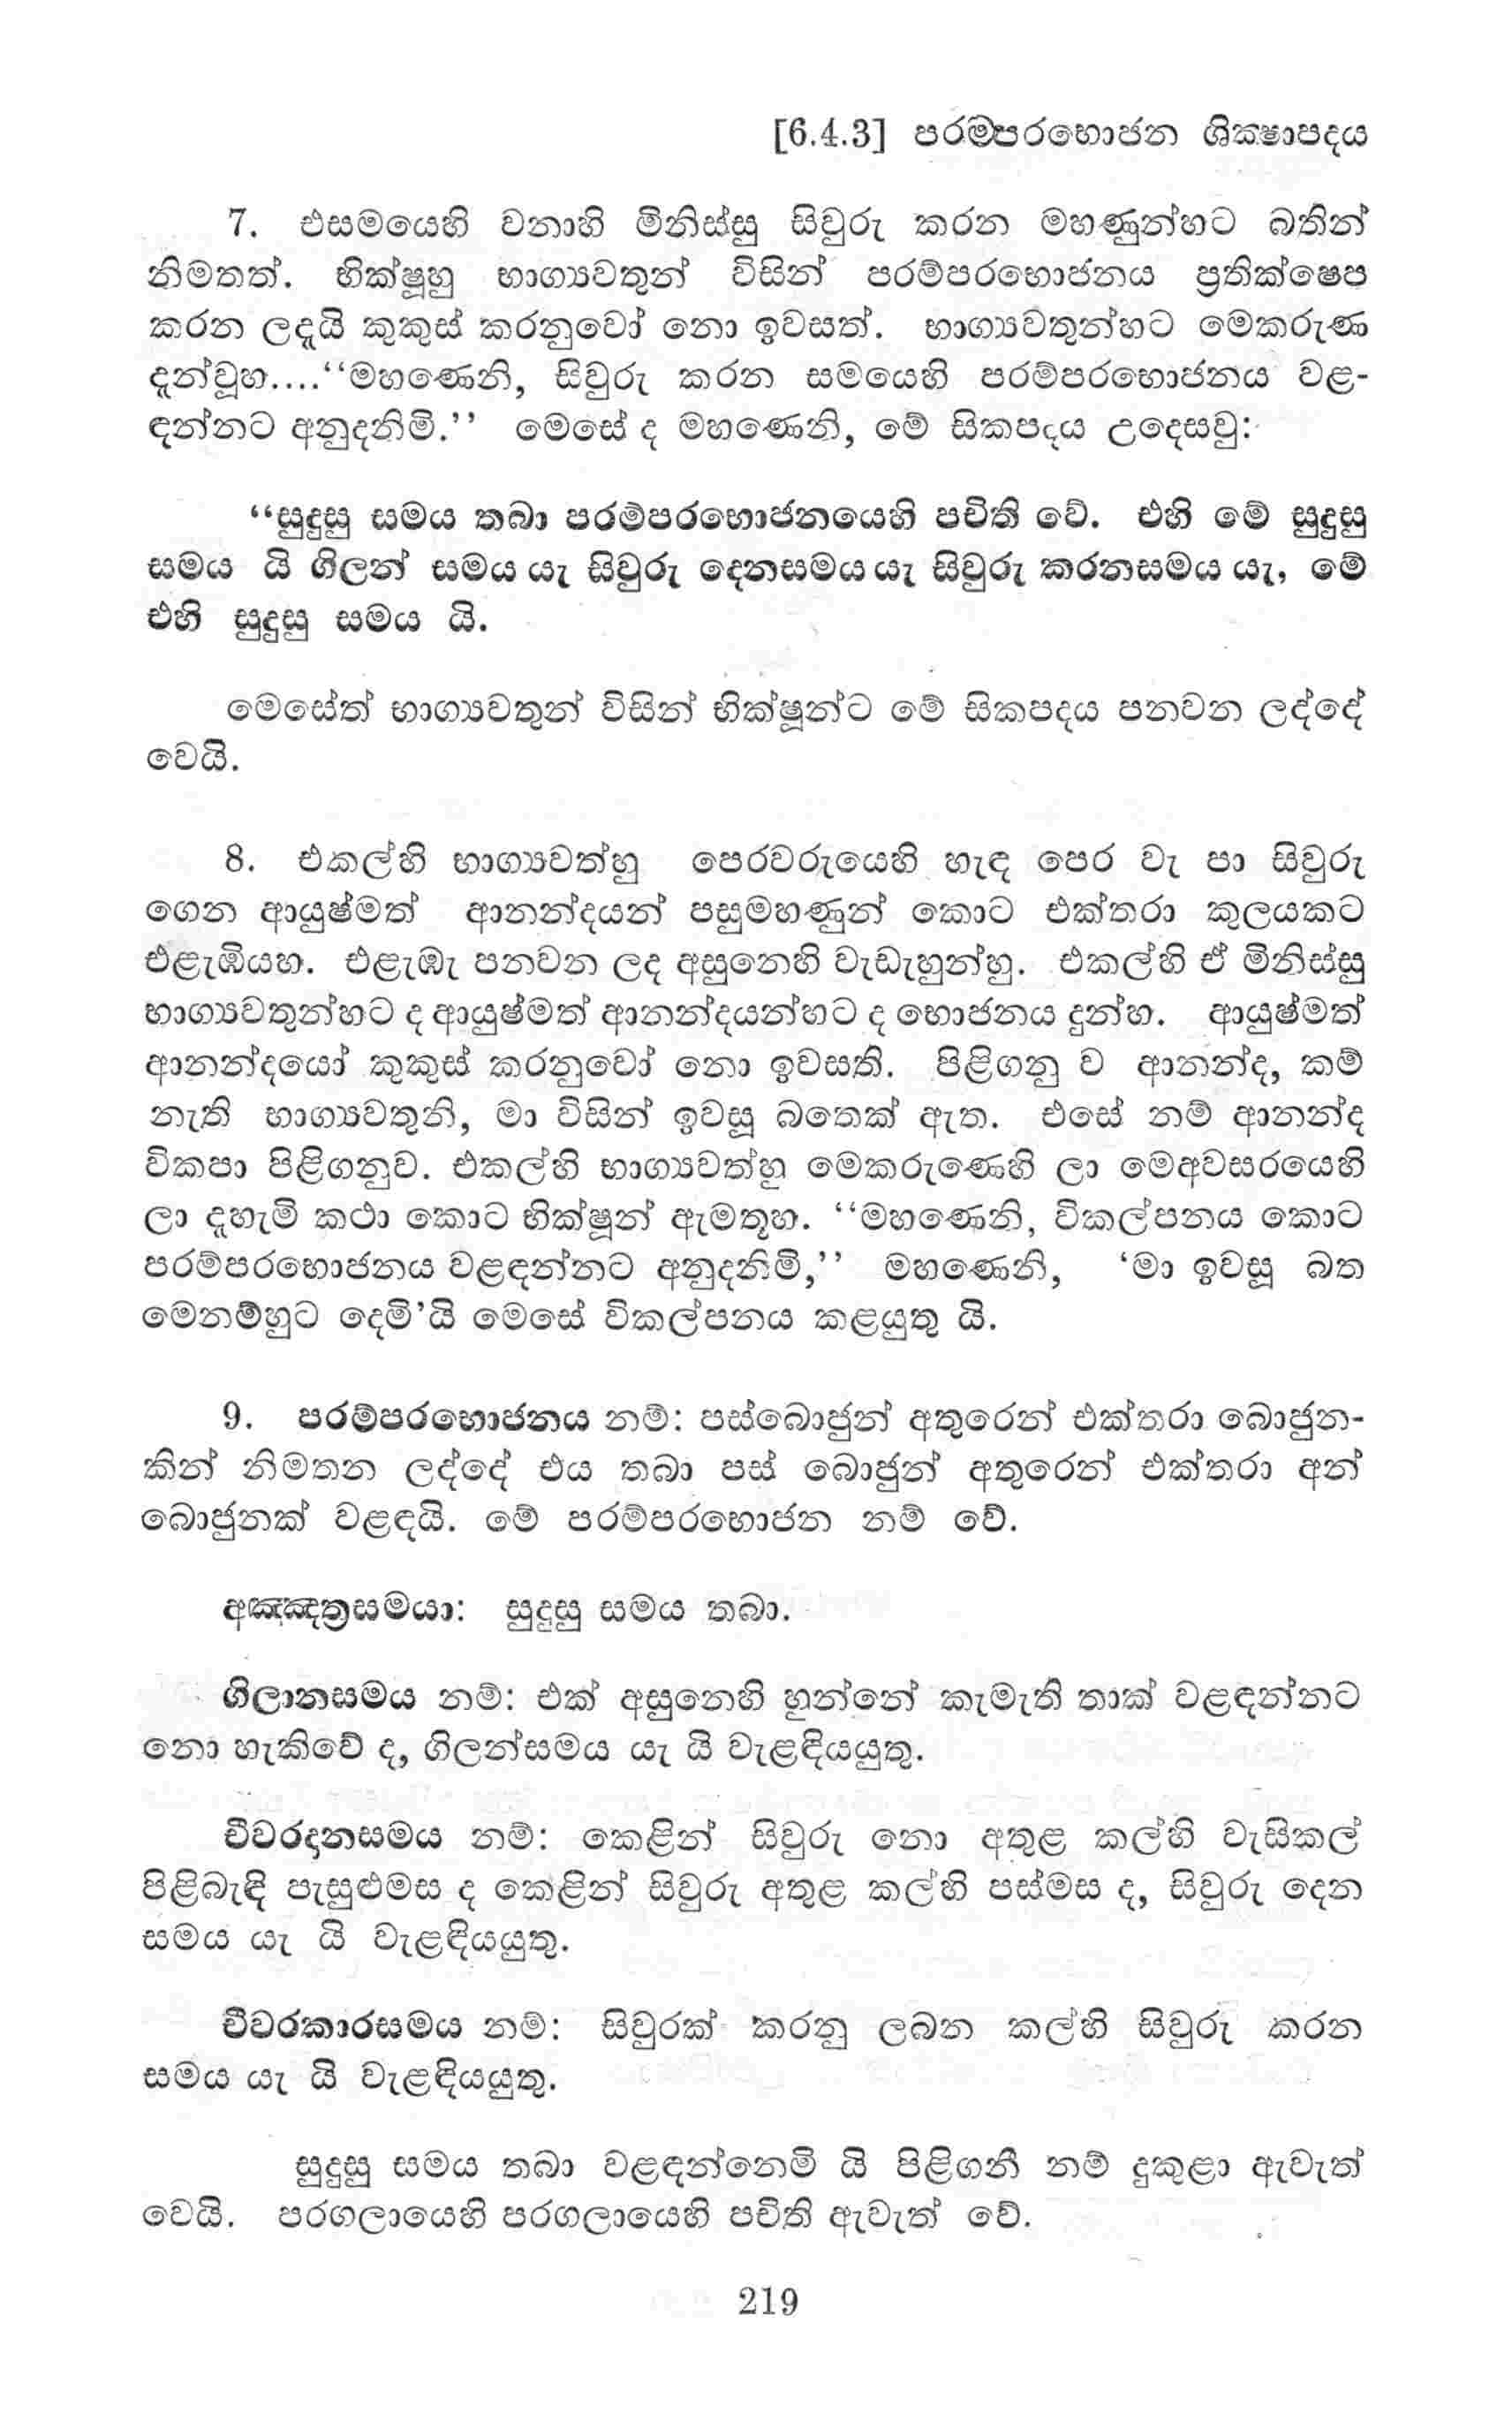 [6.4.3] පරම්පරභොජන ශික්‍ෂාපදය
7. එසමයෙහි වනාහි මිනිස්සු සිවුරු කරන මහණුන්හට බතින්
නිමතත්. භික්ෂූහු භාග්‍යවතුන් විසින් පරම්පරභොජනය ප්‍රතික්ෂෙප
කරන ලදැයි කුකුස් කරනුවෝ නො ඉවසත්. භාග්‍යවතුන්හට මෙකරුණ
දැන්වූහ....‘‘මහණෙනි, සිවුරු කරන සමයෙහි පරම්පරභොජනය වළ-
ඳන්නට අනුදනිමි.’’ මෙසේ ද මහණෙනි, මේ සිකපදය උදෙසවු:
‘‘සුදුසු සමය තබා පරම්පරභොජනයෙහි පචිති වේ. එහි මේ සුදුසු
සමය යි ගිලන් සමය යැ සිවුරු දෙනසමය යැ සිවුරු කරනසමය යැ, මේ
එහි සුදුසු සමය යි.
මෙසේත් භාග්‍යවතුන් විසින් භික්ෂූන්ට මේ සිකපදය පනවන ලද්දේ
වෙයි.
8. එකල්හි භාග්‍යවත්හු පෙරවරුයෙහි හැඳ පෙර වැ පා සිවුරු
ගෙන ආයුෂ්මත් ආනන්දයන් පසුමහණුන් කොට එක්තරා කුලයකට
එළැඹියහ. එළැඹැ පනවන ලද අසුනෙහි වැඩැහුන්හු. එකල්හි ඒ මිනිස්සු
භාග්‍යවතුන්හට ද ආයුෂ්මත් ආනන්දයන්හට ද භොජනය දුන්හ. ආයුෂ්මත්
ආනන්දයෝ කුකුස් කරනුවෝ නො ඉවසති. පිළිගනු ව ආනන්ද, කම්
නැති භාග්‍යවතුනි, මා විසින් ඉවසූ බතෙක් ඇත. එසේ නම් ආනන්ද
විකපා පිළිගනුව. එකල්හි භාග්‍යවත්හු මෙකරුණෙහි ලා මෙඅවසරයෙහි
ලා දැහැමි කථා කොට භික්ෂූන් ඇමතූහ. ‘‘මහණෙනි, විකල්පනය කොට
පරම්පරභොජනය වළඳන්නට අනුදනිමි,’’ මහණෙනි, ‘මා ඉවසූ බත
මෙනම්හුට දෙමි’යි මෙසේ විකල්පනය කළයුතු යි.
9. පරම්පරභොජනය නම්: පස්බොජුන් අතුරෙන් එක්තරා බොජුන-
කින් නිමතන ලද්දේ එය තබා පස් බොජුන් අතුරෙන් එක්තරා අන්
බොජුනක් වළඳයි. මේ පරම්පරභොජන නම් වේ.
අඤ්ඤත්‍රසමයා: සුදුසු සමය තබා.
ගිලානසමය නම්: එක් අසුනෙහි හුන්නේ කැමැති තාක් වළඳන්නට
නො හැකිවේ ද, ගිලන්සමය යැ යි වැළඳියයුතු.
චීවරදානසමය නම්: කෙළින් සිවුරු නො අතුළ කල්හි වැසිකල්
පිළිබැඳි පැසුළුමස ද කෙළින් සිවුරු අතුළ කල්හි පස්මස ද, සිවුරු දෙන
සමය යැ යි වැළඳියයුතු.
චීවරකාරසමය නම්: සිවුරක් කරනු ලබන කල්හි සිවුරු කරන
සමය යැ යි වැළඳියයුතු.
සුදුසු සමය තබා වළඳන්නෙමි යි පිළිගනී නම් දුකුළා ඇවැත්
වෙයි. පරගලායෙහි පරගලායෙහි පචිති ඇවැත් වේ.
219